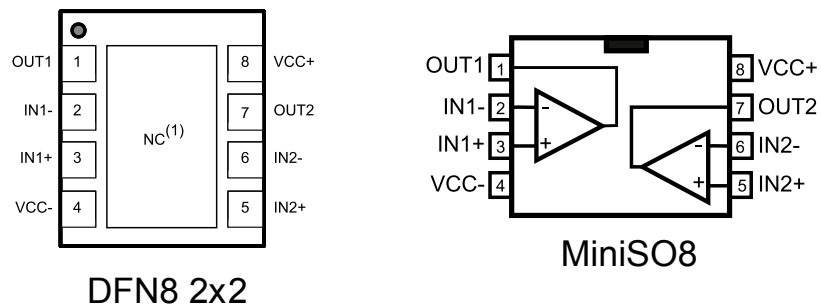 OUT1 1 8 VCC+
IN1- 2 7 OUT2
IN1+ 3 6 IN2-
VCC- 4 5 IN2+
NC(1)
DFN8 2x2
OUT1 1 8 VCC+
IN1- 2 - 7 OUT2
IN1+ 3 + - 6 IN2-
VCC- 4 + 5 IN2+
MiniSO8